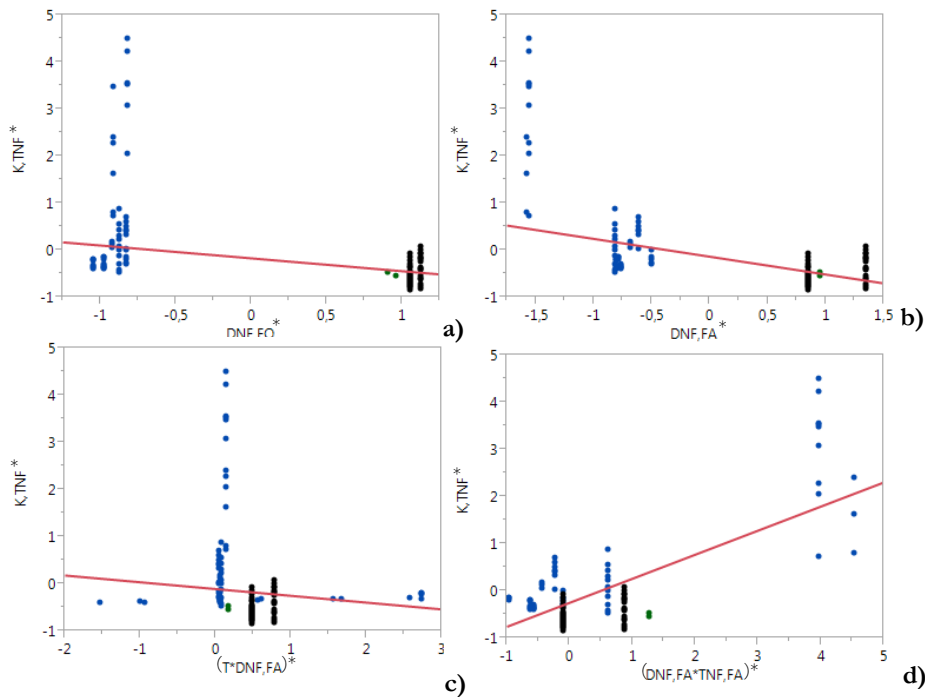 5
4
3
2
1
0
-1
K,TNF*
-1 -0,5 0 0,5 1
DNF,FO*
a)
5
4
3
2
1
0
-1
K,TNF*
-1,5 -1 -0,5 0 0,5 1 1,5
DNF,FA*
b)
5
4
3
2
1
0
-1
K,TNF*
-2 -1 0 1 2 3
(T*DNF,FA)*
c)
5
4
3
2
1
0
-1
K,TNF*
-1 0 1 2 3 4 5
(DNF,FA*TNF,FA)*
d)